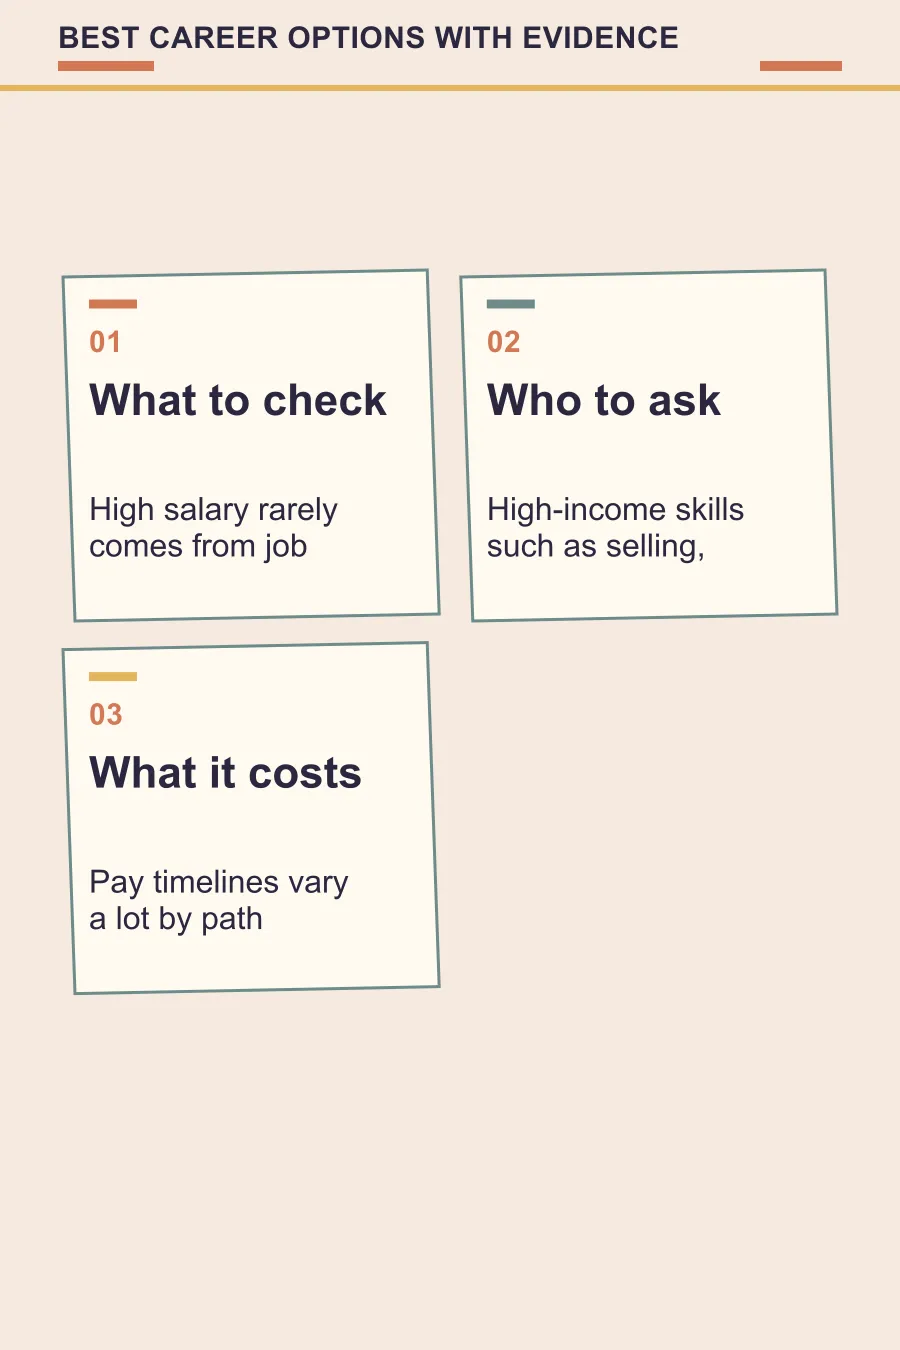 BEST CAREER OPTIONS WITH EVIDENCE
01
What to check
High salary rarely
comes from job
02
Who to ask
High-income skills
such as selling,
03
What it costs
Pay timelines vary
a lot by path